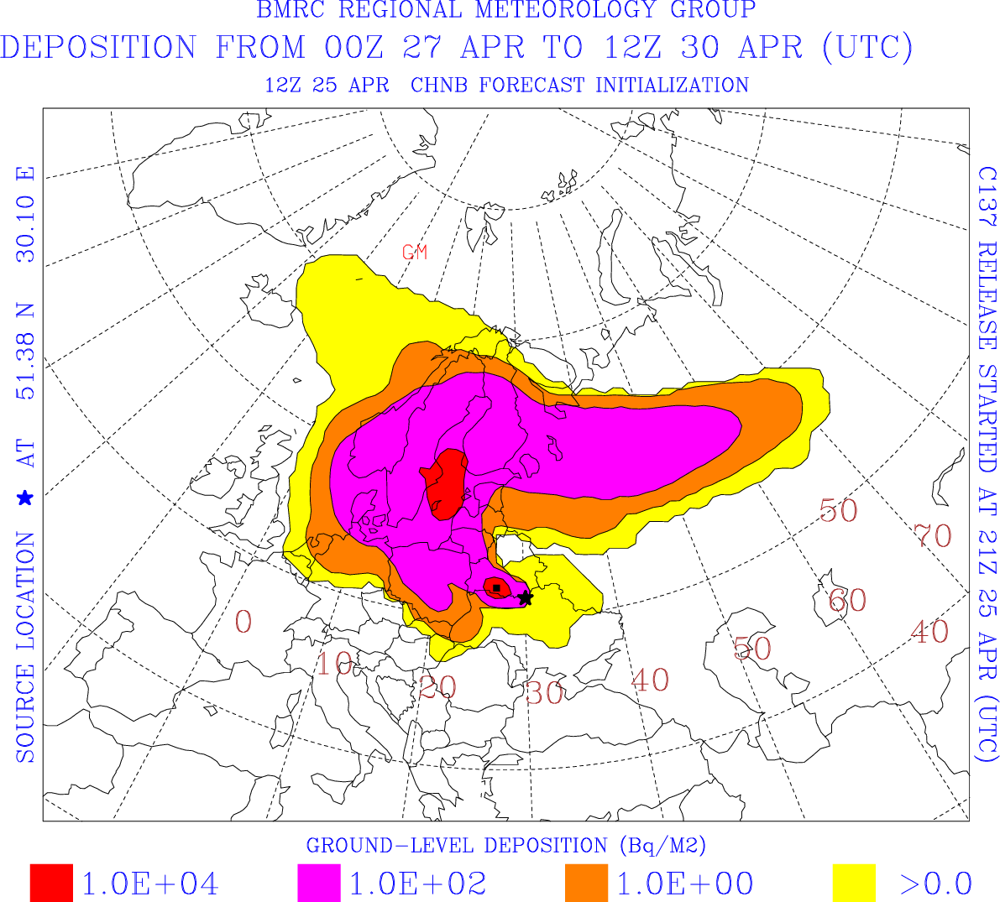 BMRC REGIONAL METEOROLOGY GROUP
DEPOSITION FROM 00Z 27 APR TO 12Z 30 APR (UTC)
12Z 25 APR CHNB FORECAST INITIALIZATION
SOURCE LOCATION ★ AT 51.38 N 30.10 E
C137 RELEASE STARTED AT 21Z 25 APR (UTC)
GM
50
70
60
40
0
50
10
20
30
40
GROUND-LEVEL DEPOSITION (Bq/M2)
1.0E+04 1.0E+02 1.0E+00 >0.0